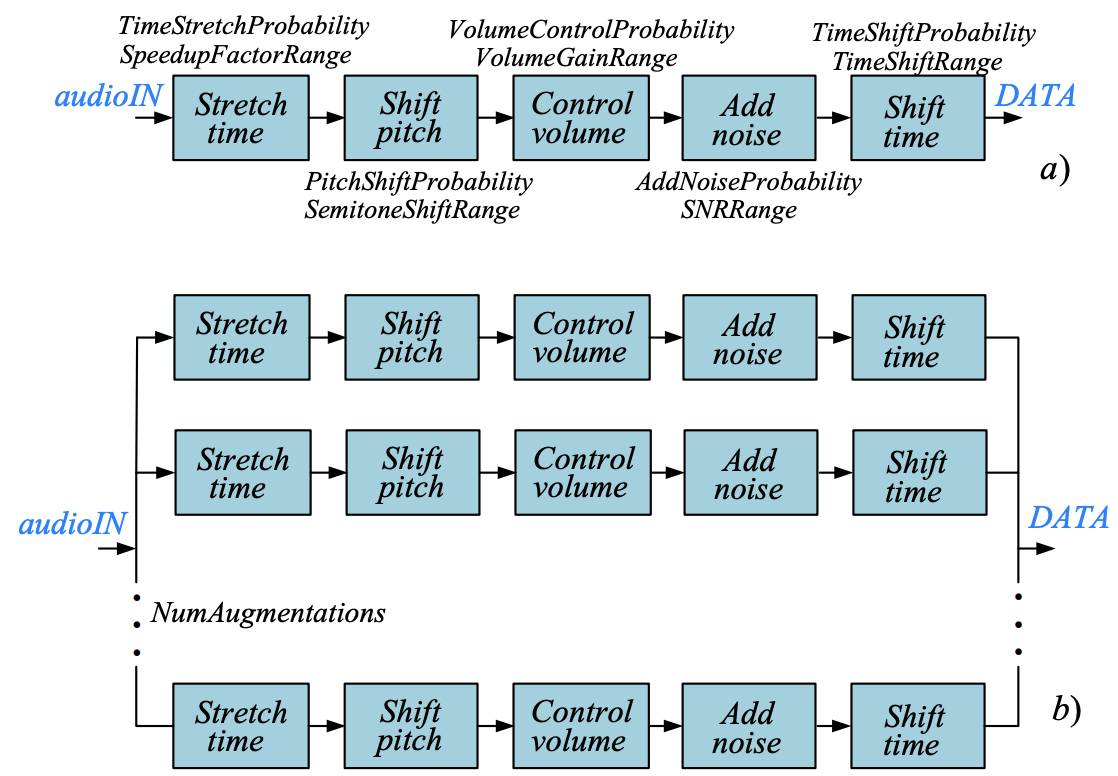 TimeStretchProbability
SpeedupFactorRange
VolumeControlProbability
VolumeGainRange
TimeShiftProbability
TimeShiftRange
audioIN
Stretch
time
Shift
pitch
Control
volume
Add
noise
Shift
time
DATA
a)
PitchShiftProbability
SemitoneShiftRange
AddNoiseProbability
SNRRange
Stretch
time
Shift
pitch
Control
volume
Add
noise
Shift
time
Stretch
time
Shift
pitch
Control
volume
Add
noise
Shift
time
audioIN
DATA
NumAugmentations
Stretch
time
Shift
pitch
Control
volume
Add
noise
Shift
time
b)